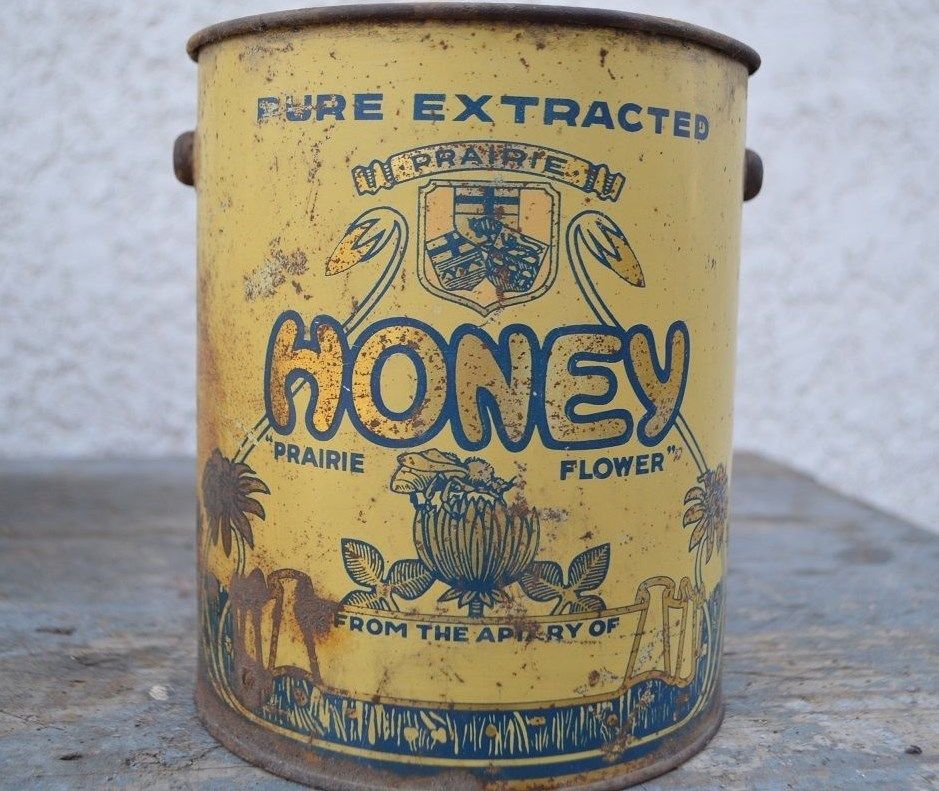 PURE EXTRACTED
PRAIRIE
HONEY
"PRAIRIE FLOWER"
FROM THE APIARY OF